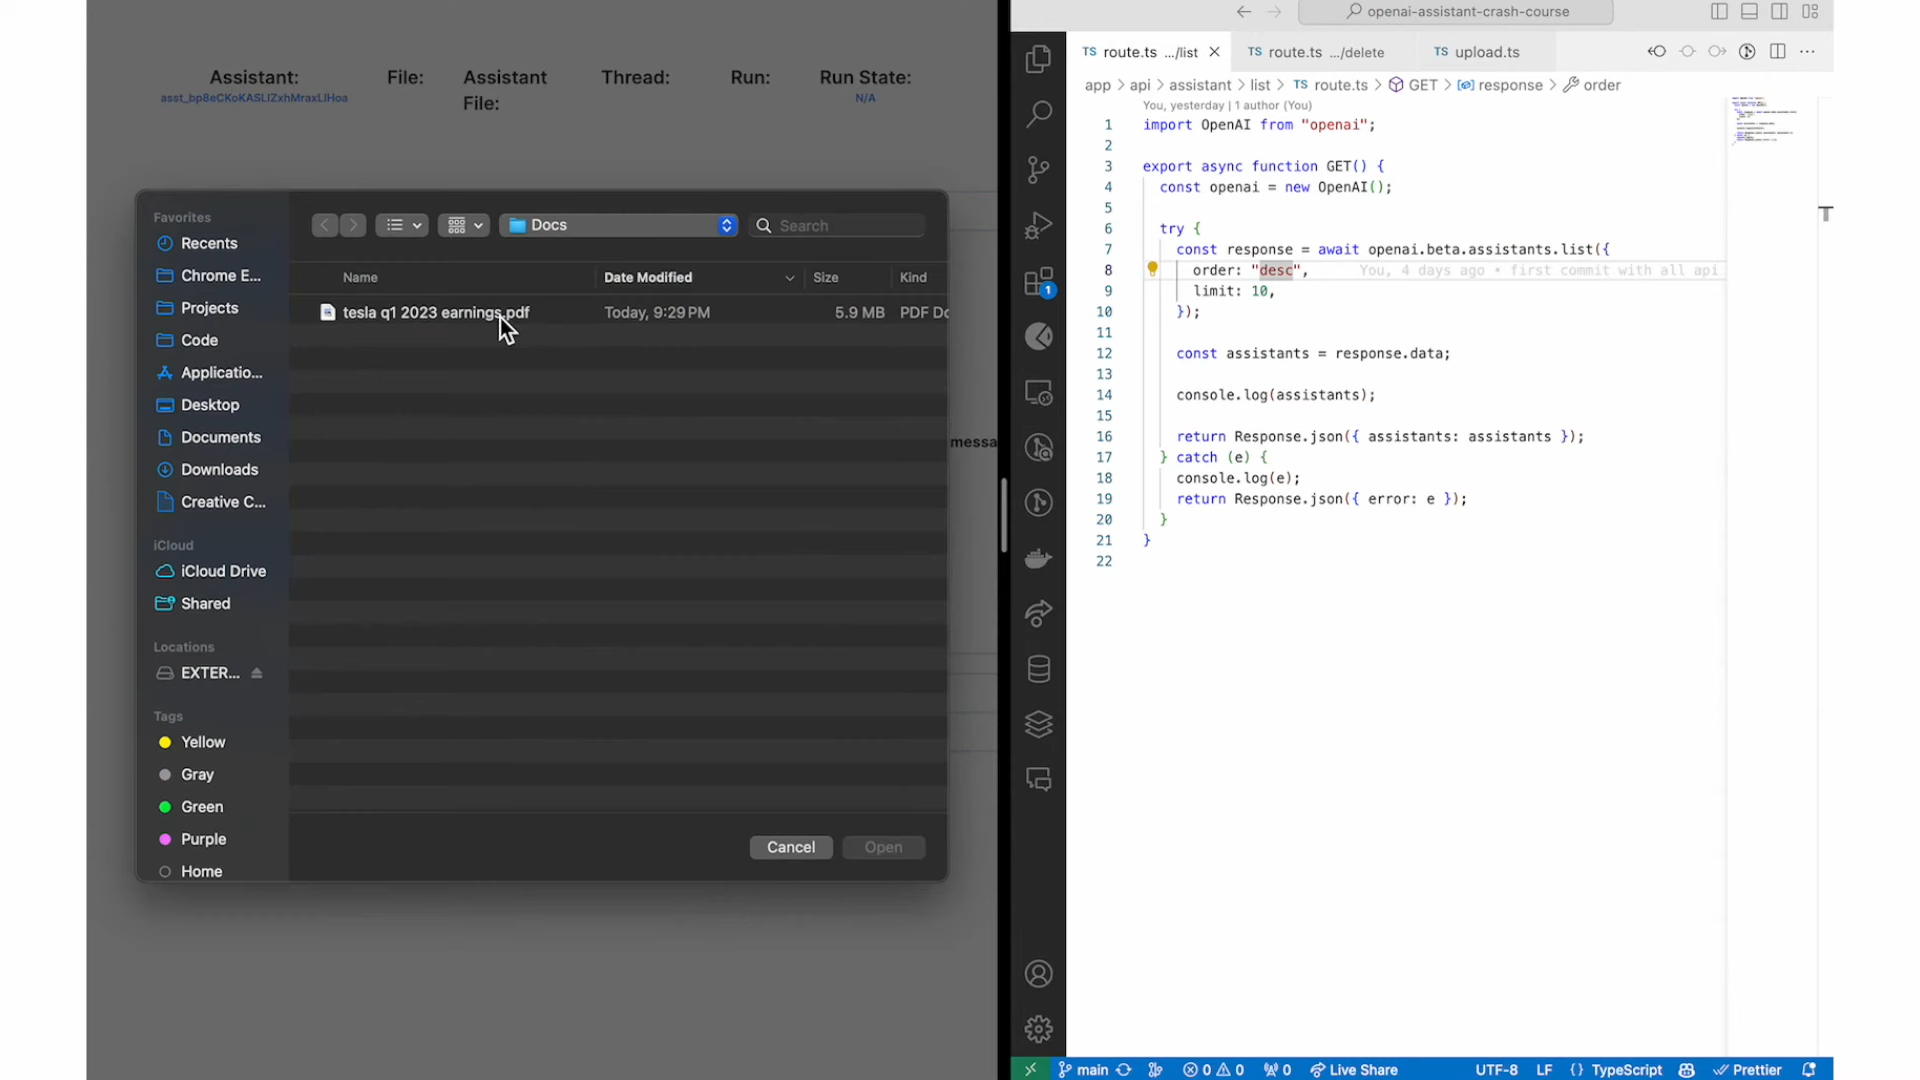 Assistant:
asst_bp8eCKoKASLIZxhMraxLIHoa
File:
Assistant
File:
Thread:
Run:
Run State:
N/A
Favorites
Recents
Chrome E...
Projects
Code
Applicatio...
Desktop
Documents
Downloads
Creative C...
iCloud
iCloud Drive
Shared
Locations
EXTER...
Tags
Yellow
Gray
Green
Purple
Home
Docs
Search
Name
Date Modified
Size
Kind
tesla q1 2023 earnings.pdf
Today, 9:29 PM
5.9 MB
PDF Do
Cancel
Open
messa
openai-assistant-crash-course
TS route.ts .../list
TS route.ts .../delete
TS upload.ts
app > api > assistant > list > TS route.ts > GET > response > order
You, yesterday | 1 author (You)
1 import OpenAI from "openai";
2
3 export async function GET() {
4 const openai = new OpenAI();
5
6 try {
7 const response = await openai.beta.assistants.list({
8 order: "desc", You, 4 days ago • first commit with all api
9 limit: 10,
10 });
11
12 const assistants = response.data;
13
14 console.log(assistants);
15
16 return Response.json({ assistants: assistants });
17 } catch (e) {
18 console.log(e);
19 return Response.json({ error: e });
20 }
21 }
22
1
main
0 0
0
Live Share
UTF-8
LF
{} TypeScript
Prettier